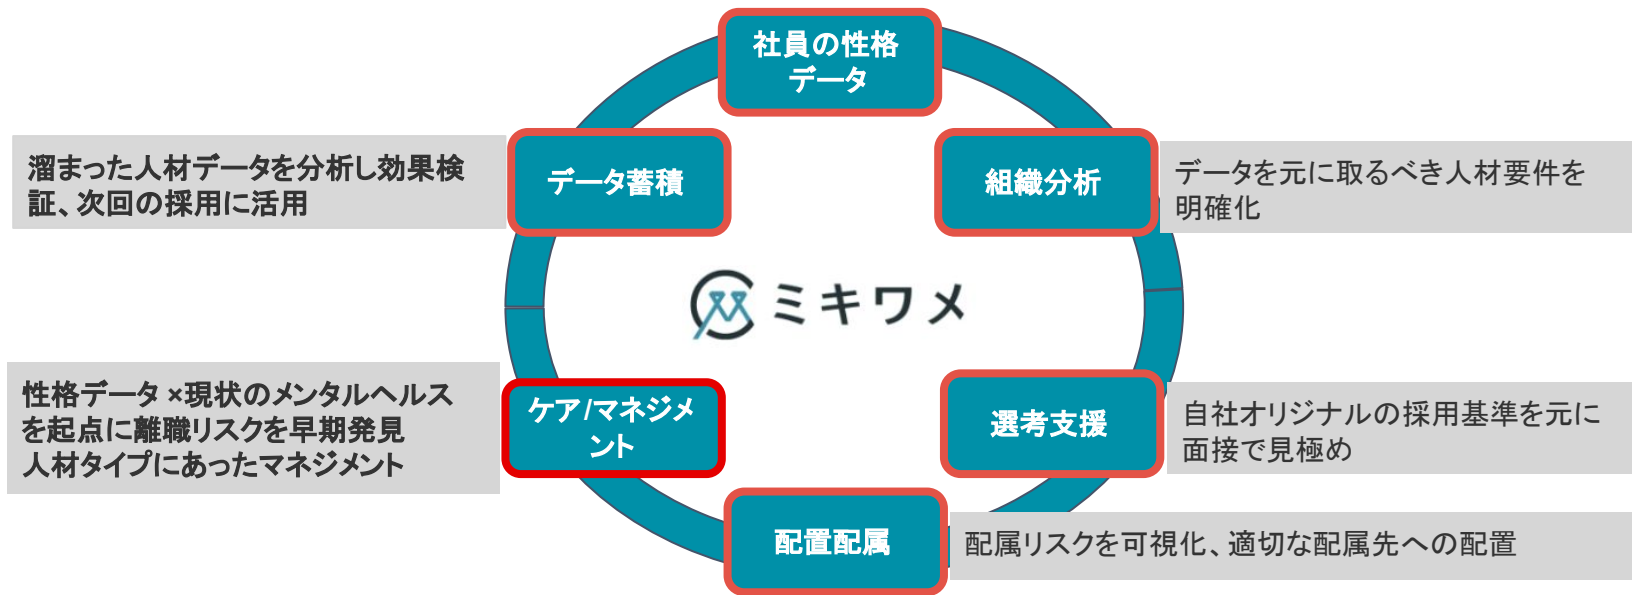 社員の性格
データ
溜まった人材データを分析し効果検
証、次回の採用に活用
データ蓄積
組織分析
データを元に取るべき人材要件を
明確化
ミキワメ
性格データ ×現状のメンタルヘルス
を起点に離職リスクを早期発見
人材タイプにあったマネジメント
ケア/マネジメ
ント
選考支援
自社オリジナルの採用基準を元に
面接で見極め
配置配属
配属リスクを可視化、適切な配属先への配置